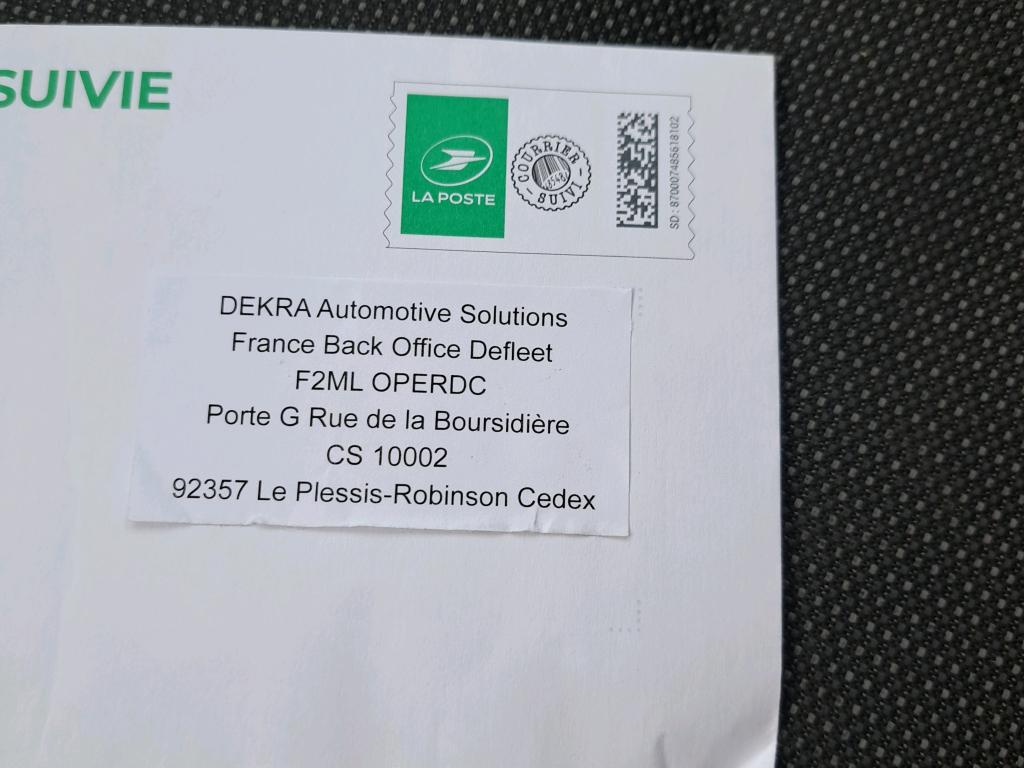 SUIVIE
LA POSTE
COURRIER
SUIVI
SD : 870007485618102
DEKRA Automotive Solutions
France Back Office Defleet
F2ML OPERDC
Porte G Rue de la Boursidière
CS 10002
92357 Le Plessis-Robinson Cedex